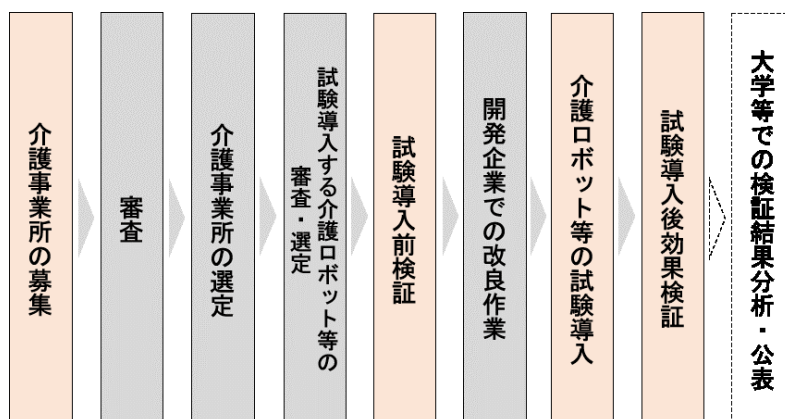 介護事業所の募集
審査
介護事業所の選定
試験導入する介護ロボット等の
審査・選定
試験導入前検証
開発企業での改良作業
介護ロボット等の試験導入
試験導入後効果検証
大学等での検証結果分析・公表